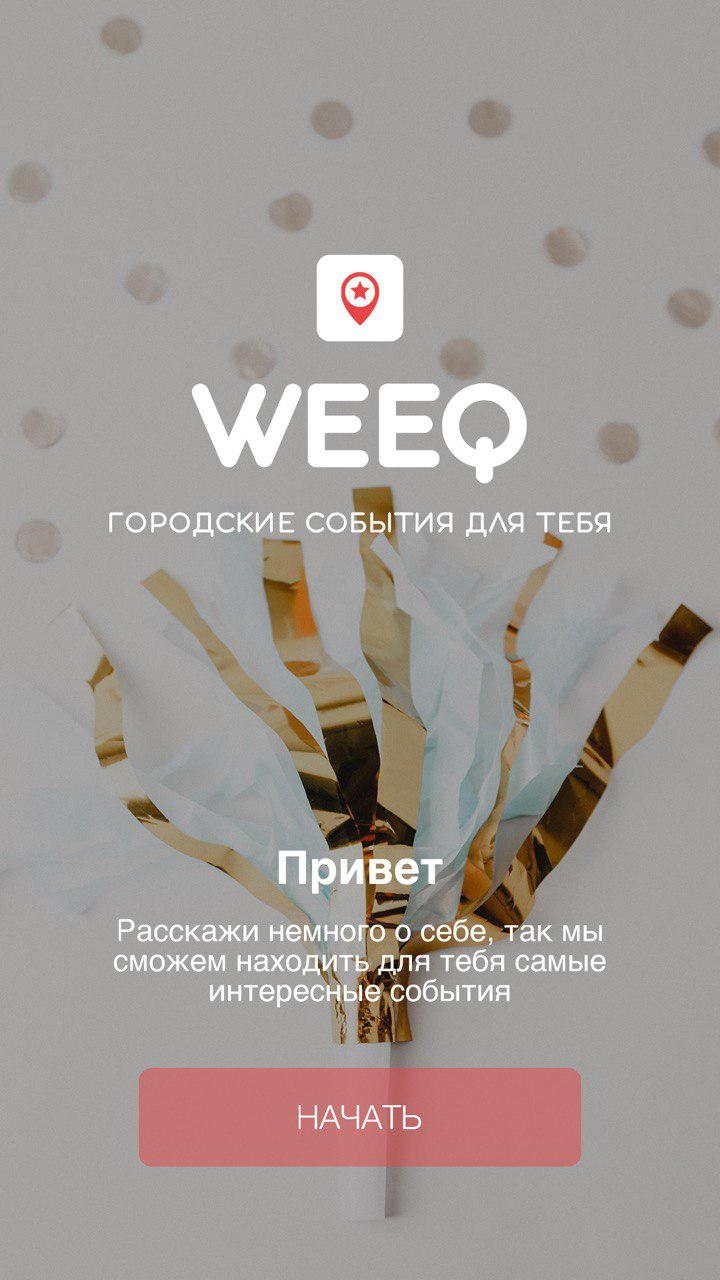 WEEQ
ГОРОДСКИЕ СОБЫТИЯ ДЛЯ ТЕБЯ
Привет
Расскажи немного о себе, так мы
сможем находить для тебя самые
интересные события
НАЧАТЬ